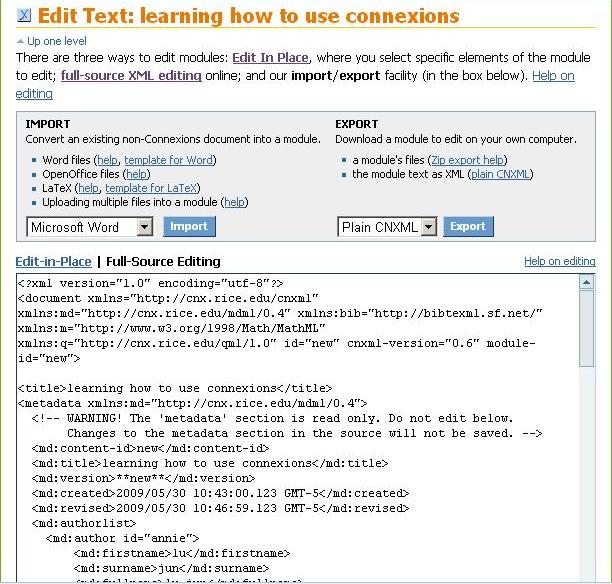 Edit Text: learning how to use connexions
Up one level
There are three ways to edit modules: Edit In Place, where you select specific elements of the module
to edit; full-source XML editing online; and our import/export facility (in the box below). Help on
editing
IMPORT
Convert an existing non-Connexions document into a module.
Word files (help, template for Word)
OpenOffice files (help)
LaTeX (help, template for LaTeX)
Uploading multiple files into a module (help)
Microsoft Word Import
EXPORT
Download a module to edit on your own computer.
a module's files (Zip export help)
the module text as XML (plain CNXML)
Plain CNXML Export
Edit-in-Place | Full-Source Editing Help on editing
<?xml version="1.0" encoding="utf-8"?>
<document xmlns="http://cnx.rice.edu/cnxml"
xmlns:md="http://cnx.rice.edu/mdml/0.4" xmlns:bib="http://bibtexml.sf.net/"
xmlns:m="http://www.w3.org/1998/Math/MathML"
xmlns:q="http://cnx.rice.edu/qml/1.0" id="new" cnxml-version="0.6" module-
id="new">
<title>learning how to use connexions</title>
<metadata xmlns:md="http://cnx.rice.edu/mdml/0.4">
<!-- WARNING! The 'metadata' section is read only. Do not edit below.
Changes to the metadata section in the source will not be saved. -->
<md:content-id>new</md:content-id>
<md:title>learning how to use connexions</md:title>
<md:version>**new**</md:version>
<md:created>2009/05/30 10:43:00.123 GMT-5</md:created>
<md:revised>2009/05/30 10:46:59.123 GMT-5</md:revised>
<md:authorlist>
<md:author id="annie">
<md:firstname>lu</md:firstname>
<md:surname>jun</md:surname>